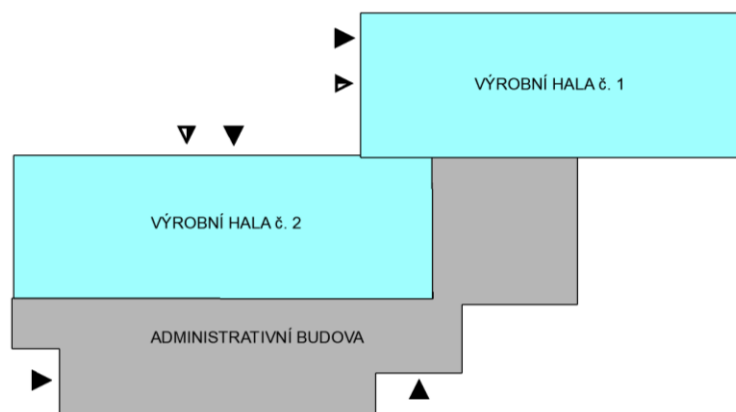 VÝROBNÍ HALA č. 1
VÝROBNÍ HALA č. 2
ADMINISTRATIVNÍ BUDOVA